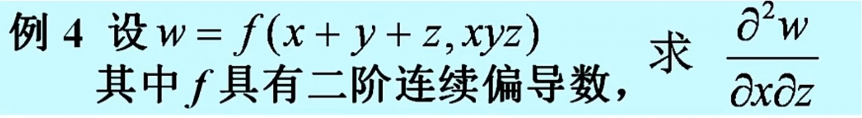 例 4 设 w = f(x + y + z, xyz)
其中 f 具有二阶连续偏导数，求 ∂²w/∂x∂z